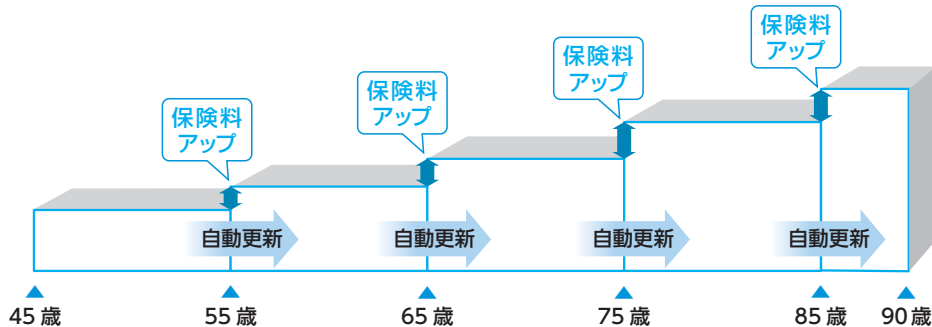 保険料
アップ
保険料
アップ
保険料
アップ
保険料
アップ
自動更新
自動更新
自動更新
自動更新
45歳
55歳
65歳
75歳
85歳
90歳